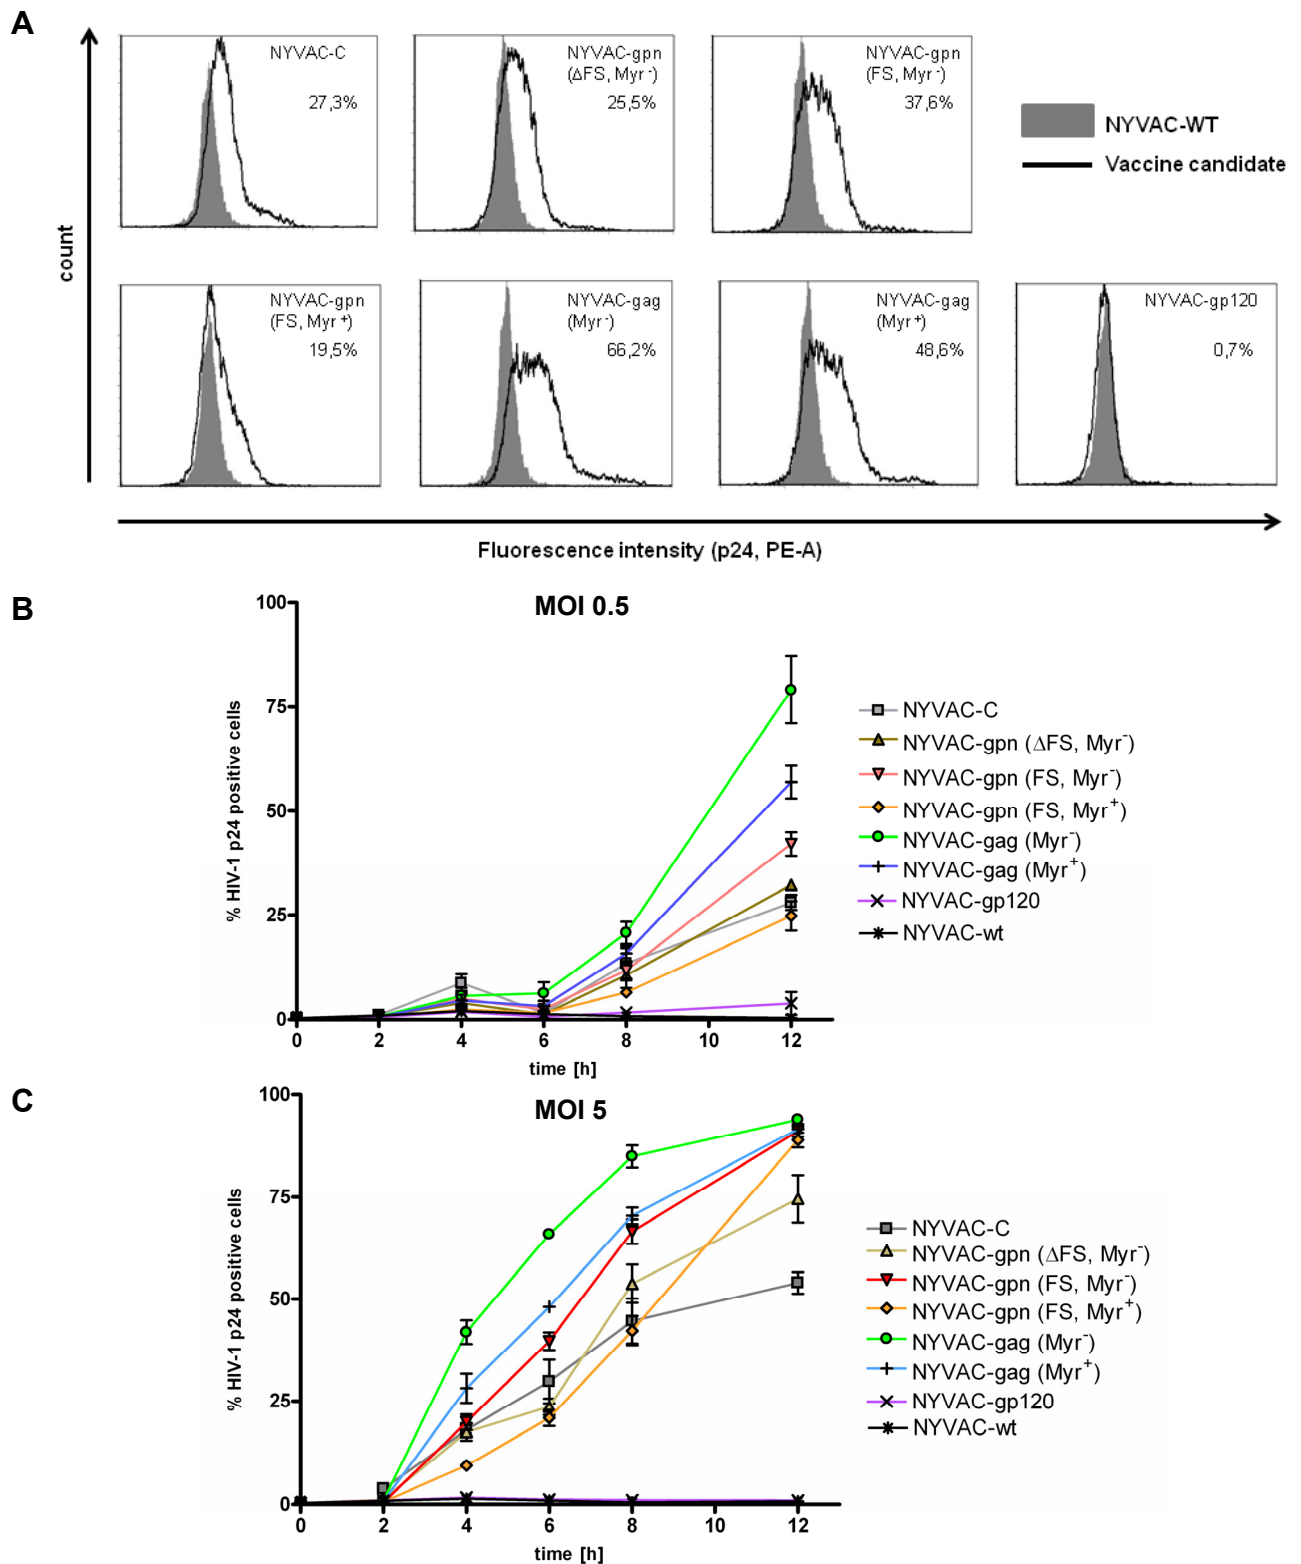 A
NYVAC-C
27,3%
NYVAC-gpn
(ΔFS, Myr⁻)
25,5%
NYVAC-gpn
(FS, Myr⁻)
37,6%
NYVAC-WT
Vaccine candidate
count
NYVAC-gpn
(FS, Myr⁺)
19,5%
NYVAC-gag
(Myr⁻)
66,2%
NYVAC-gag
(Myr⁺)
48,6%
NYVAC-gp120
0,7%
Fluorescence intensity (p24, PE-A)
B
MOI 0.5
100
75
50
25
0
% HIV-1 p24 positive cells
0 2 4 6 8 10 12
time [h]
NYVAC-C
NYVAC-gpn (ΔFS, Myr⁻)
NYVAC-gpn (FS, Myr⁻)
NYVAC-gpn (FS, Myr⁺)
NYVAC-gag (Myr⁻)
NYVAC-gag (Myr⁺)
NYVAC-gp120
NYVAC-wt
C
MOI 5
100
75
50
25
0
% HIV-1 p24 positive cells
0 2 4 6 8 10 12
time [h]
NYVAC-C
NYVAC-gpn (ΔFS, Myr⁻)
NYVAC-gpn (FS, Myr⁻)
NYVAC-gpn (FS, Myr⁺)
NYVAC-gag (Myr⁻)
NYVAC-gag (Myr⁺)
NYVAC-gp120
NYVAC-wt